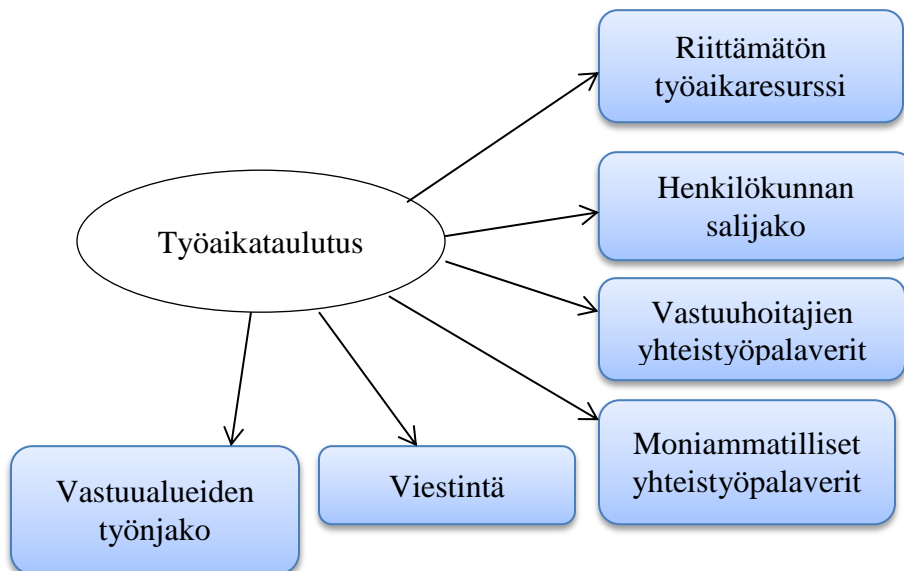 Riittämätön
työaikaresurssi
Henkilökunnan
salijako
Työaikataulutus
Vastuuhoitajien
yhteistyöpalaverit
Moniammatilliset
yhteistyöpalaverit
Viestintä
Vastuualueiden
työnjako